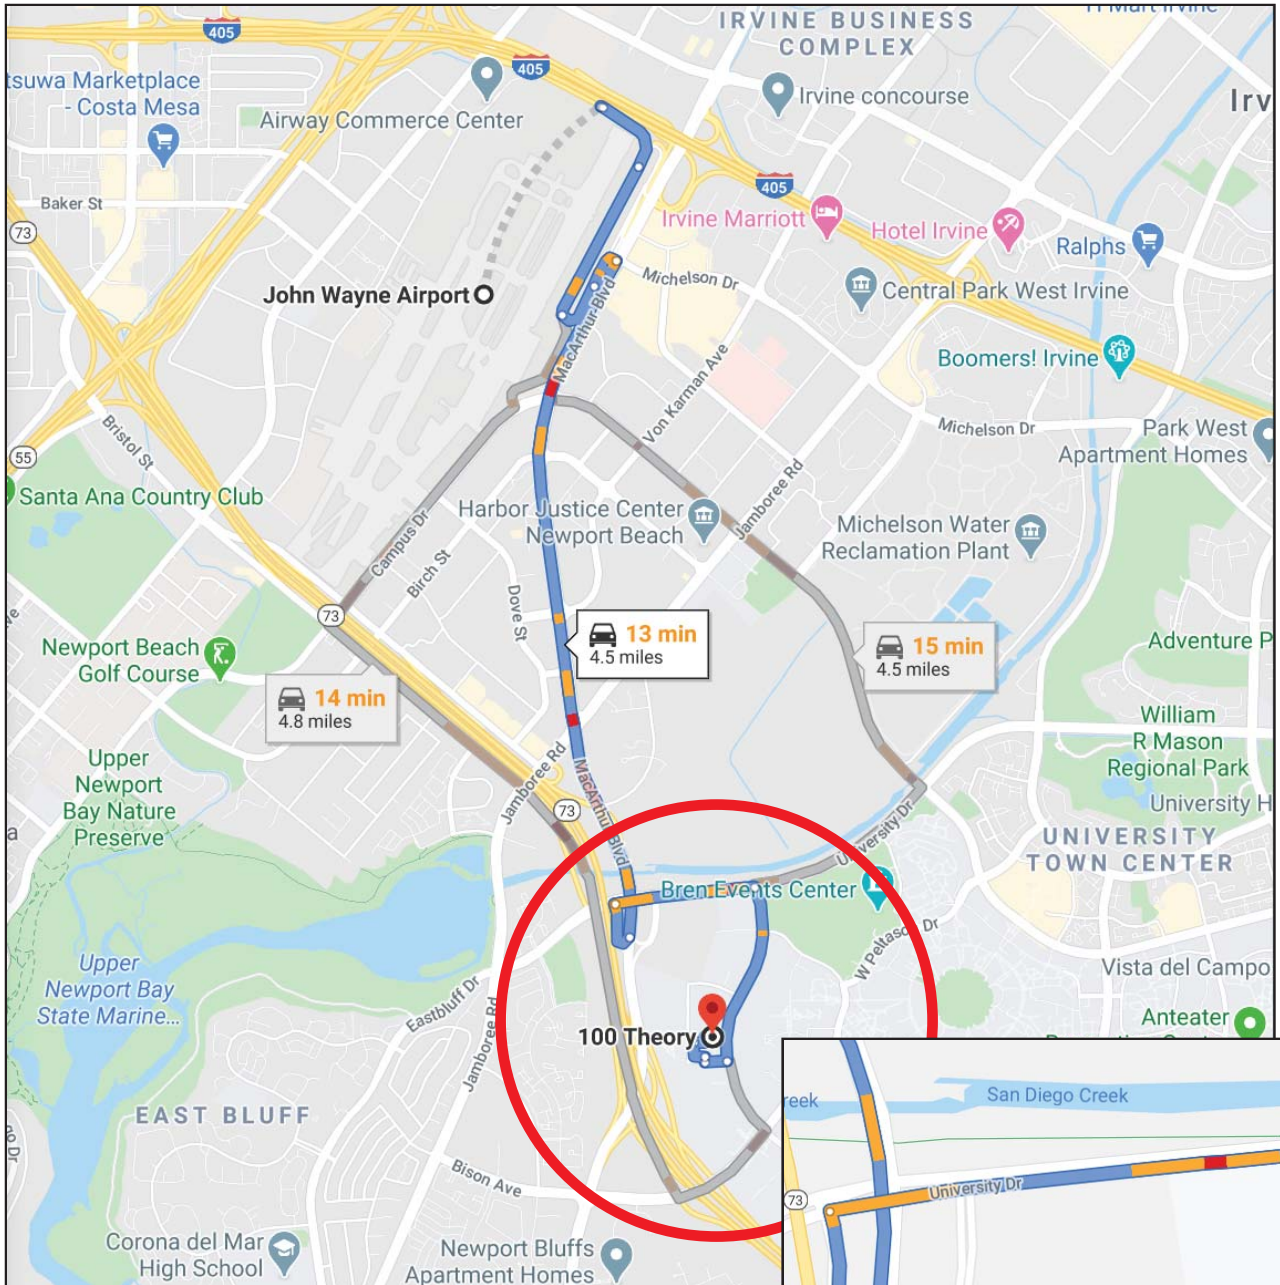 IRVINE BUSINESS
COMPLEX
405
405
tsuwa Marketplace
- Costa Mesa
Airway Commerce Center
Irvine concourse
Irv
405
Baker St
73
Irvine Marriott
Hotel Irvine
Ralphs
Michelson Dr
John Wayne Airport
Central Park West Irvine
MacArthur Blvd
Boomers! Irvine
Von Karman Ave
Bristol St
Michelson Dr
Park West
Apartment Homes
55
Santa Ana Country Club
Harbor Justice Center
Newport Beach
Jamboree Rd
Michelson Water
Reclamation Plant
Campus Dr
Birch St
Dove St
73
13 min
4.5 miles
15 min
4.5 miles
Newport Beach
Golf Course
14 min
4.8 miles
Adventure P
William
R Mason
Regional Park
Upper
Newport
Bay Nature
Preserve
Jamboree Rd
MacArthur Blvd
73
University H
UNIVERSITY
TOWN CENTER
University Dr
Bren Events Center
W Peltason Dr
Upper
Newport Bay
State Marine...
Vista del Campo
Eastbluff Dr
Jamboree Rd
Anteater
100 Theory
EAST BLUFF
reek
San Diego Creek
Bison Ave
73
University Dr
Corona del Mar
High School
Newport Bluffs
Apartment Homes